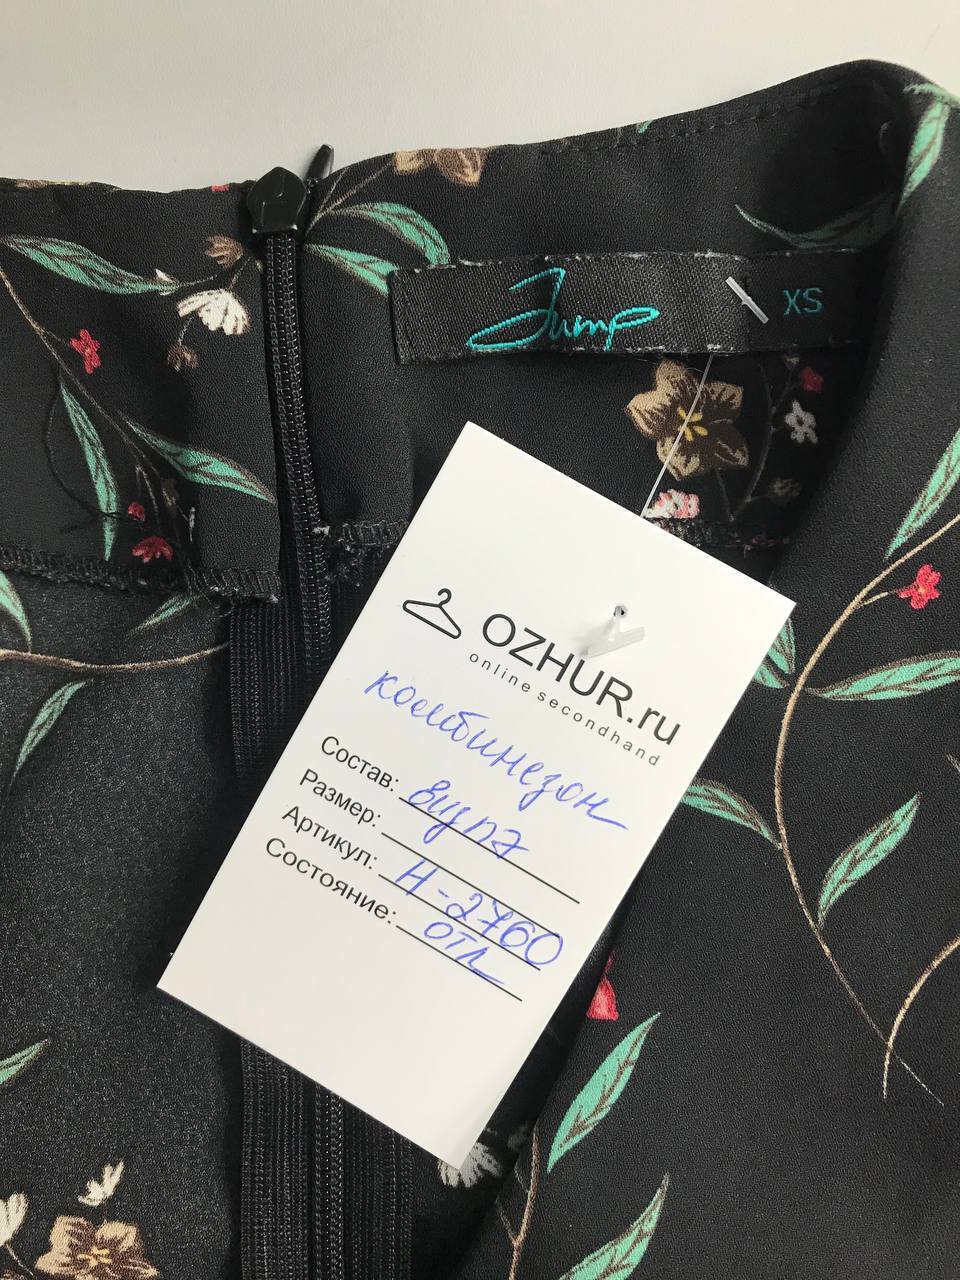 Jump
XS
OZHUR.ru
online secondhand
комбинезон
Состав:
Размер:
Артикул: Н-2760
Состояние: отл